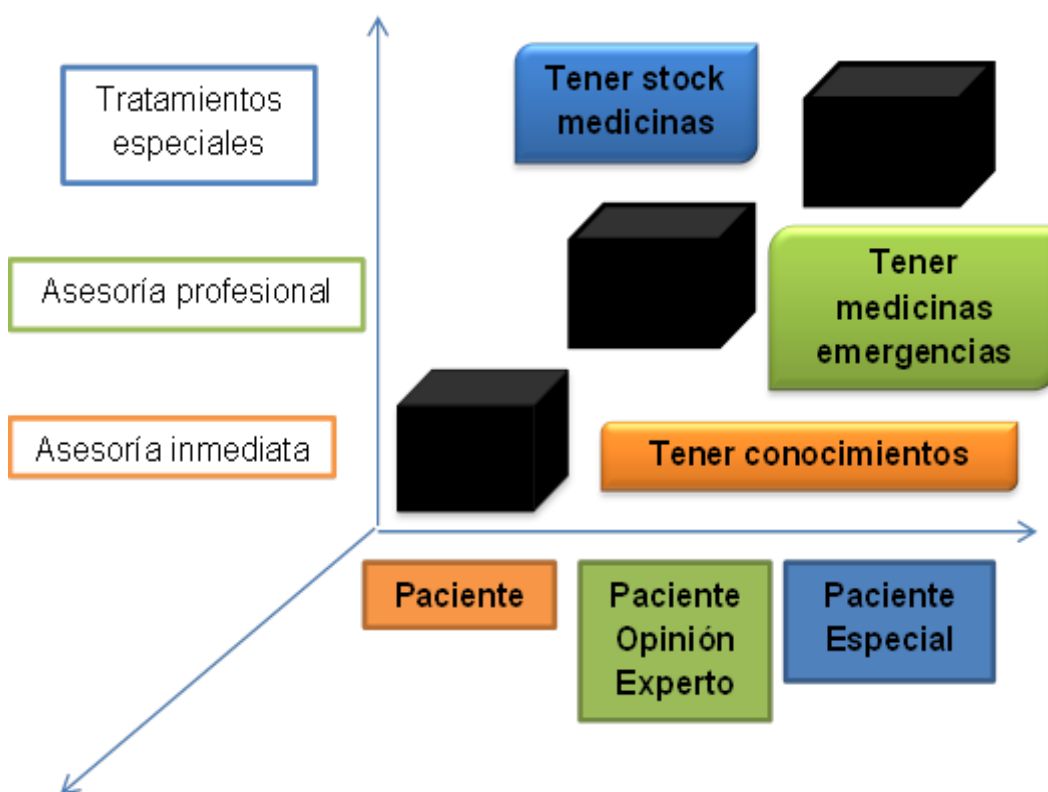 Tratamientos
especiales
Tener stock
medicinas
Asesoría profesional
Tener
medicinas
emergencias
Asesoría inmediata
Tener conocimientos
Paciente
Paciente
Opinión
Experto
Paciente
Especial